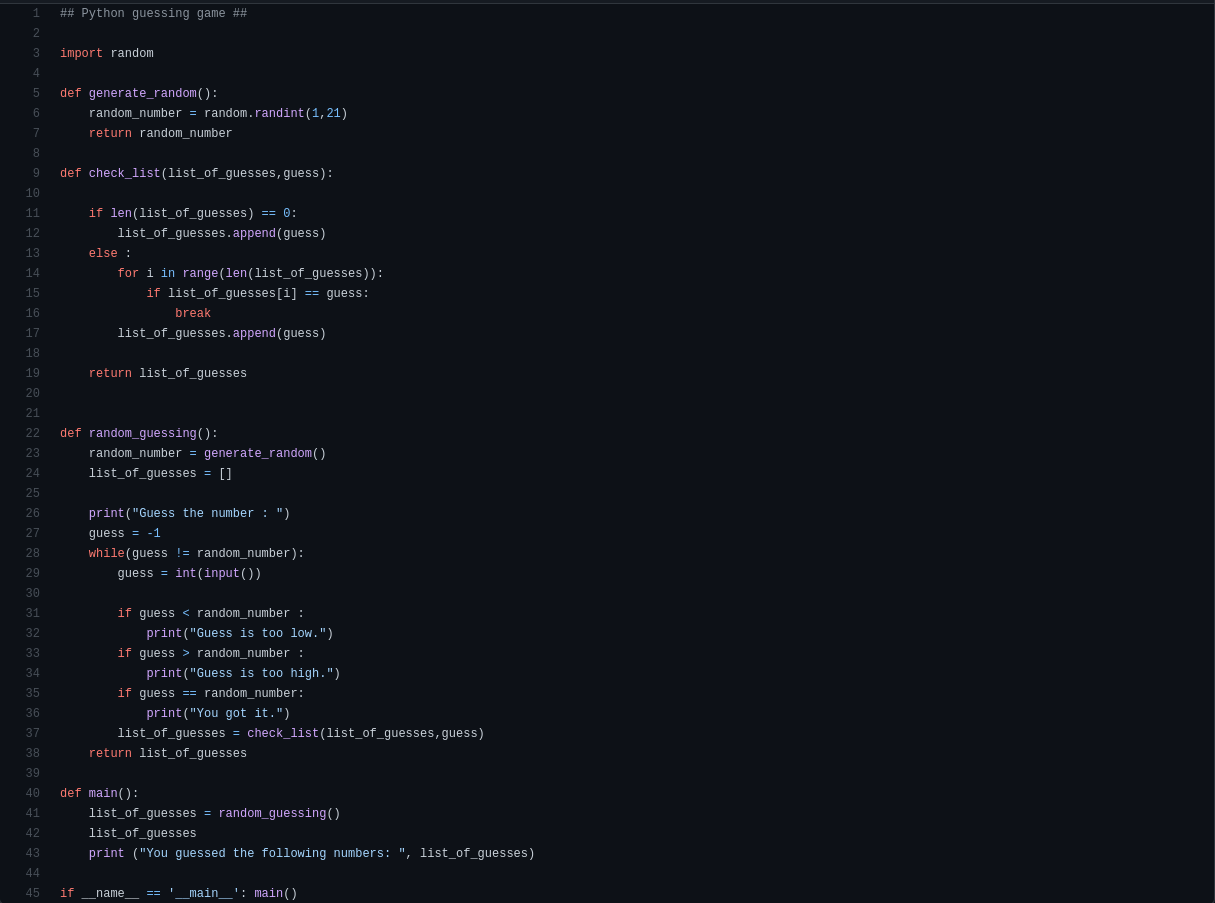 1 ## Python guessing game ##
2
3 import random
4
5 def generate_random():
6     random_number = random.randint(1,21)
7     return random_number
8
9 def check_list(list_of_guesses,guess):
10
11     if len(list_of_guesses) == 0:
12         list_of_guesses.append(guess)
13     else :
14         for i in range(len(list_of_guesses)):
15             if list_of_guesses[i] == guess:
16                 break
17         list_of_guesses.append(guess)
18
19     return list_of_guesses
20
21
22 def random_guessing():
23     random_number = generate_random()
24     list_of_guesses = []
25
26     print("Guess the number : ")
27     guess = -1
28     while(guess != random_number):
29         guess = int(input())
30
31         if guess < random_number :
32             print("Guess is too low.")
33         if guess > random_number :
34             print("Guess is too high.")
35         if guess == random_number:
36             print("You got it.")
37         list_of_guesses = check_list(list_of_guesses,guess)
38     return list_of_guesses
39
40 def main():
41     list_of_guesses = random_guessing()
42     list_of_guesses
43     print ("You guessed the following numbers: ", list_of_guesses)
44
45 if __name__ == '__main__': main()